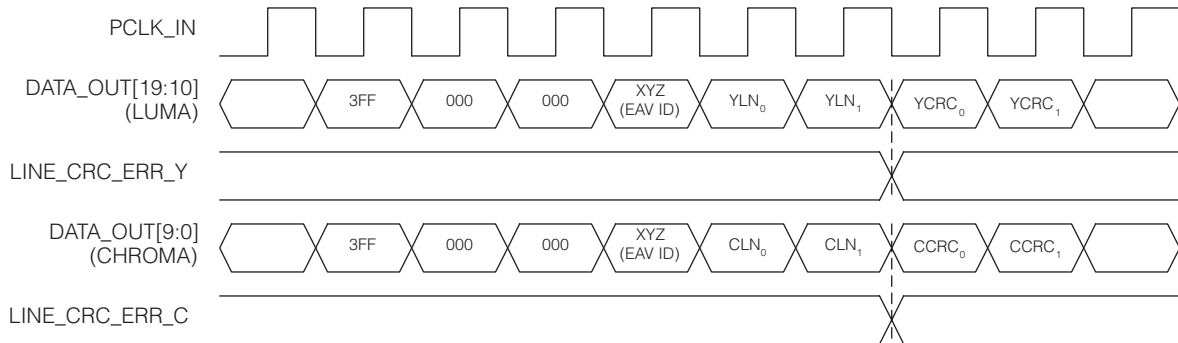 PCLK_IN
DATA_OUT[19:10]
(LUMA)
3FF
000
000
XYZ
(EAV ID)
YLN₀
YLN₁
YCRC₀
YCRC₁
LINE_CRC_ERR_Y
DATA_OUT[9:0]
(CHROMA)
3FF
000
000
XYZ
(EAV ID)
CLN₀
CLN₁
CCRC₀
CCRC₁
LINE_CRC_ERR_C